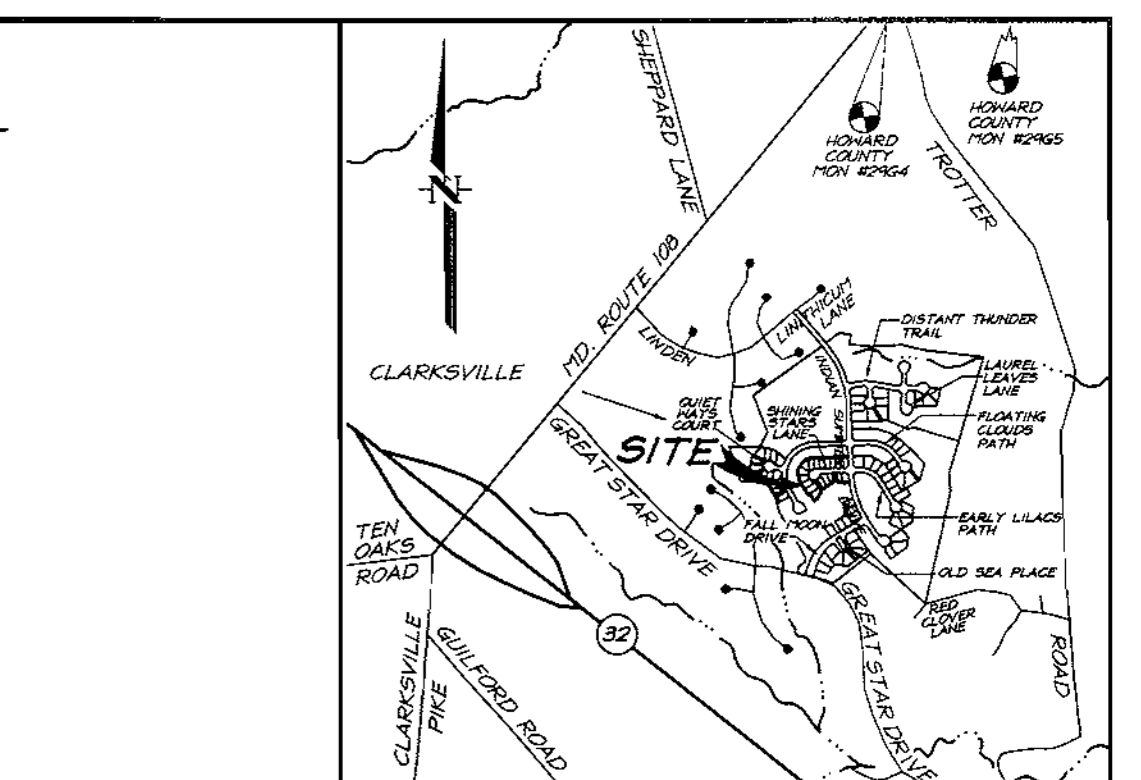 SHEPPARD LANE
HOWARD
COUNTY
MON #29G5
HOWARD
COUNTY
MON #29G4
TROTTER
N
MD. ROUTE 108
LINTHICUM
LANE
LINDEN
DISTANT THUNDER
TRAIL
CLARKSVILLE
INDIAN
LAUREL
LEAVES
LANE
QUIET
WAYS
COURT
SHINING
STARS
LANE
FLOATING
CLOUDS
PATH
SITE
GREAT STAR DRIVE
TEN
OAKS
ROAD
FALL MOON
DRIVE
EARLY LILACS
PATH
OLD SEA PLACE
RED
CLOVER
LANE
32
GREAT STAR DRIVE
ROAD
CLARKSVILLE
PIKE
GUILFORD ROAD